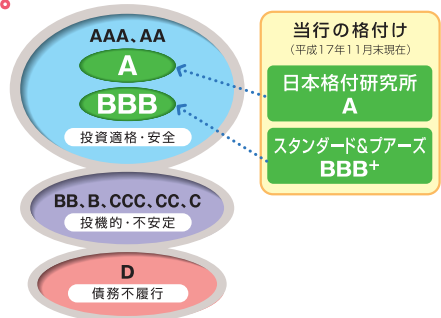 AAA、AA
A
BBB
投資適格・安全
BB、B、CCC、CC、C
投機的・不安定
D
債務不履行
当行の格付け
(平成17年11月末現在)
日本格付研究所
A
スタンダード&プアーズ
BBB+